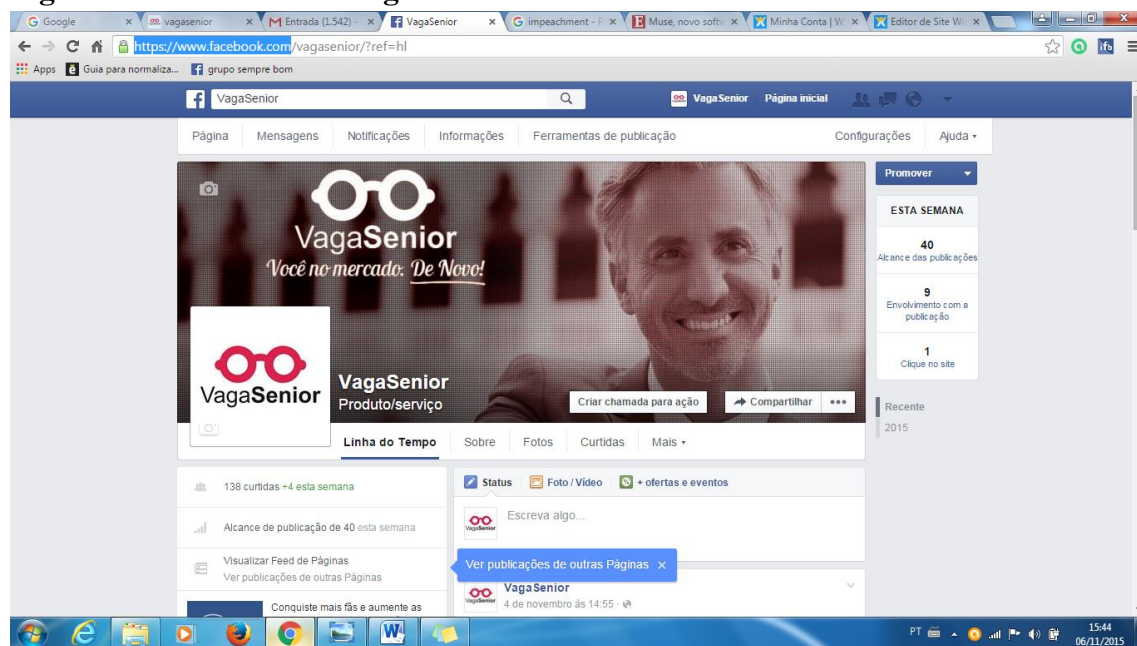 Google
vagasenior
Entrada (1.542) -
VagaSenior
impeachment - P
Muse, novo softw
Minha Conta | W
Editor de Site Wi
https://www.facebook.com/vagasenior/?ref=hl
Apps
Guia para normaliza...
grupo sempre bom
VagaSenior
VagaSenior Página inicial
Página Mensagens Notificações Informações Ferramentas de publicação Configurações Ajuda
VagaSenior
Você no mercado. De Novo!
VagaSenior
VagaSenior
Produto/serviço
Criar chamada para ação
Compartilhar
Linha do Tempo Sobre Fotos Curtidas Mais
Promover
ESTA SEMANA
40
Alcance das publicações
9
Envolvimento com a
publicação
1
Clique no site
Recente
2015
138 curtidas +4 esta semana
Alcance de publicação de 40 esta semana
Visualizar Feed de Páginas
Ver publicações de outras Páginas
Conquiste mais fãs e aumente as
Status Foto / Vídeo + ofertas e eventos
VagaSenior
Escreva algo...
Ver publicações de outras Páginas ×
VagaSenior
VagaSenior
4 de novembro às 14:55
PT
15:44
06/11/2015